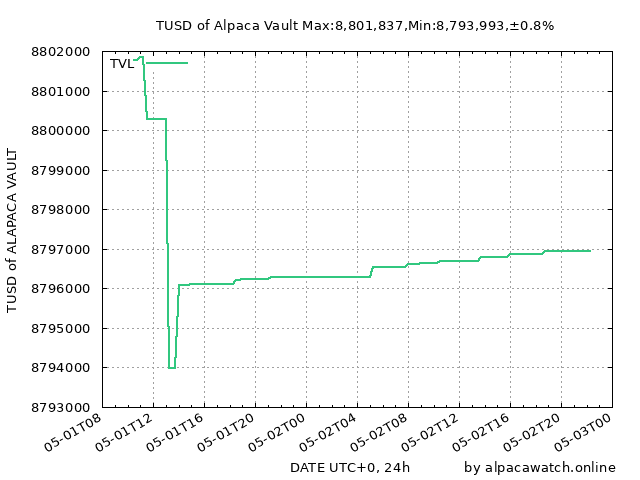 TUSD of Alpaca Vault Max:8,801,837,Min:8,793,993,±0.8%
TVL
8802000
8801000
8800000
8799000
8798000
8797000
8796000
8795000
8794000
8793000
TUSD of ALAPACA VAULT
05-01T08
05-01T12
05-01T16
05-01T20
05-02T00
05-02T04
05-02T08
05-02T12
05-02T16
05-02T20
05-03T00
DATE UTC+0, 24h
by alpacawatch.online